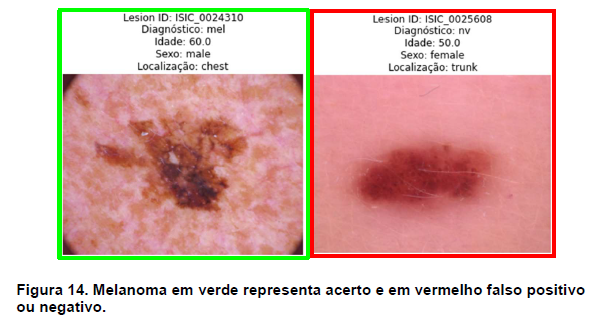 Lesion ID: ISIC_0024310
Diagnóstico: mel
Idade: 60.0
Sexo: male
Localização: chest
Lesion ID: ISIC_0025608
Diagnóstico: nv
Idade: 50.0
Sexo: female
Localização: trunk
Figura 14. Melanoma em verde representa acerto e em vermelho falso positivo
ou negativo.